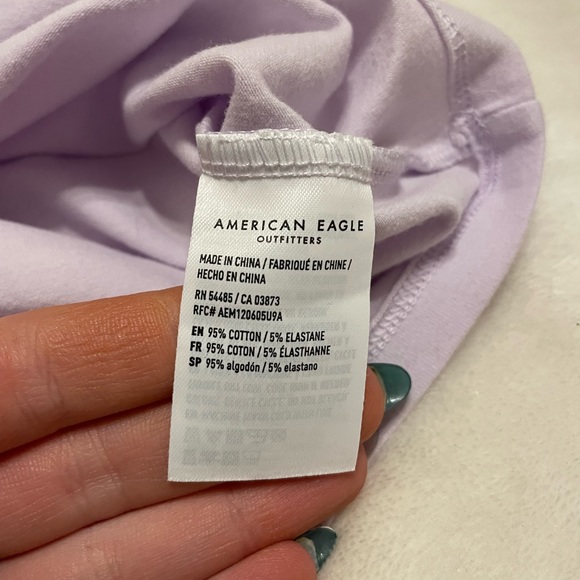 AMERICAN EAGLE
OUTFITTERS
MADE IN CHINA / FABRIQUÉ EN CHINE /
HECHO EN CHINA
RN 54485 / CA 03873
RFC# AEM120605U9A
EN 95% COTTON / 5% ELASTANE
FR 95% COTON / 5% ÉLASTHANNE
SP 95% algodón / 5% elastano